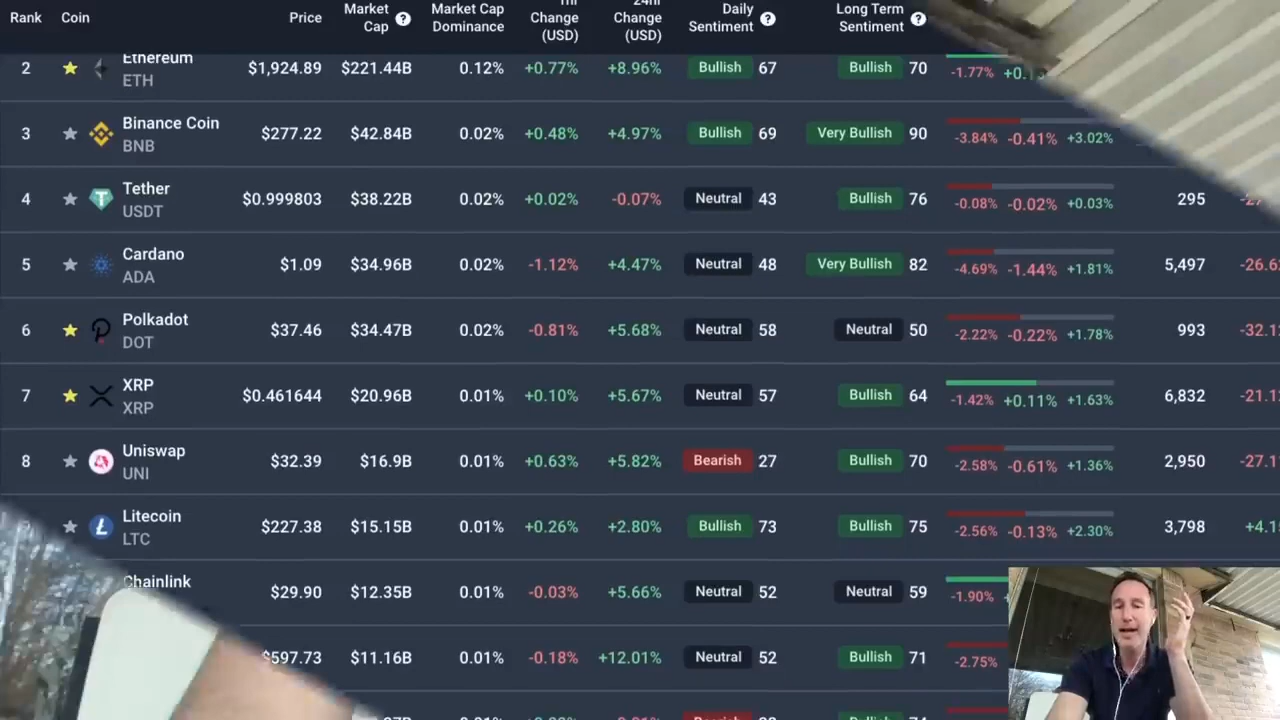 Rank Coin Price Market Cap ? Market Cap Dominance 1hr Change (USD) 24hr Change (USD) Daily Sentiment ? Long Term Sentiment ?
2 Ethereum ETH $1,924.89 $221.44B 0.12% +0.77% +8.96% Bullish 67 Bullish 70 -1.77%
3 Binance Coin BNB $277.22 $42.84B 0.02% +0.48% +4.97% Bullish 69 Very Bullish 90 -3.84% -0.41% +3.02%
4 Tether USDT $0.999803 $38.22B 0.02% +0.02% -0.07% Neutral 43 Bullish 76 -0.08% -0.02% +0.03% 295
5 Cardano ADA $1.09 $34.96B 0.02% -1.12% +4.47% Neutral 48 Very Bullish 82 -4.69% -1.44% +1.81% 5,497 -26.6
6 Polkadot DOT $37.46 $34.47B 0.02% -0.81% +5.68% Neutral 58 Neutral 50 -2.22% -0.22% +1.78% 993 -32.1
7 XRP XRP $0.461644 $20.96B 0.01% +0.10% +5.67% Neutral 57 Bullish 64 -1.42% +0.11% +1.63% 6,832 -21.1
8 Uniswap UNI $32.39 $16.9B 0.01% +0.63% +5.82% Bearish 27 Bullish 70 -2.58% -0.61% +1.36% 2,950 -27.1
Litecoin LTC $227.38 $15.15B 0.01% +0.26% +2.80% Bullish 73 Bullish 75 -2.56% -0.13% +2.30% 3,798 +4.1
Chainlink $29.90 $12.35B 0.01% -0.03% +5.66% Neutral 52 Neutral 59 -1.90%
$597.73 $11.16B 0.01% -0.18% +12.01% Neutral 52 Bullish 71 -2.75%